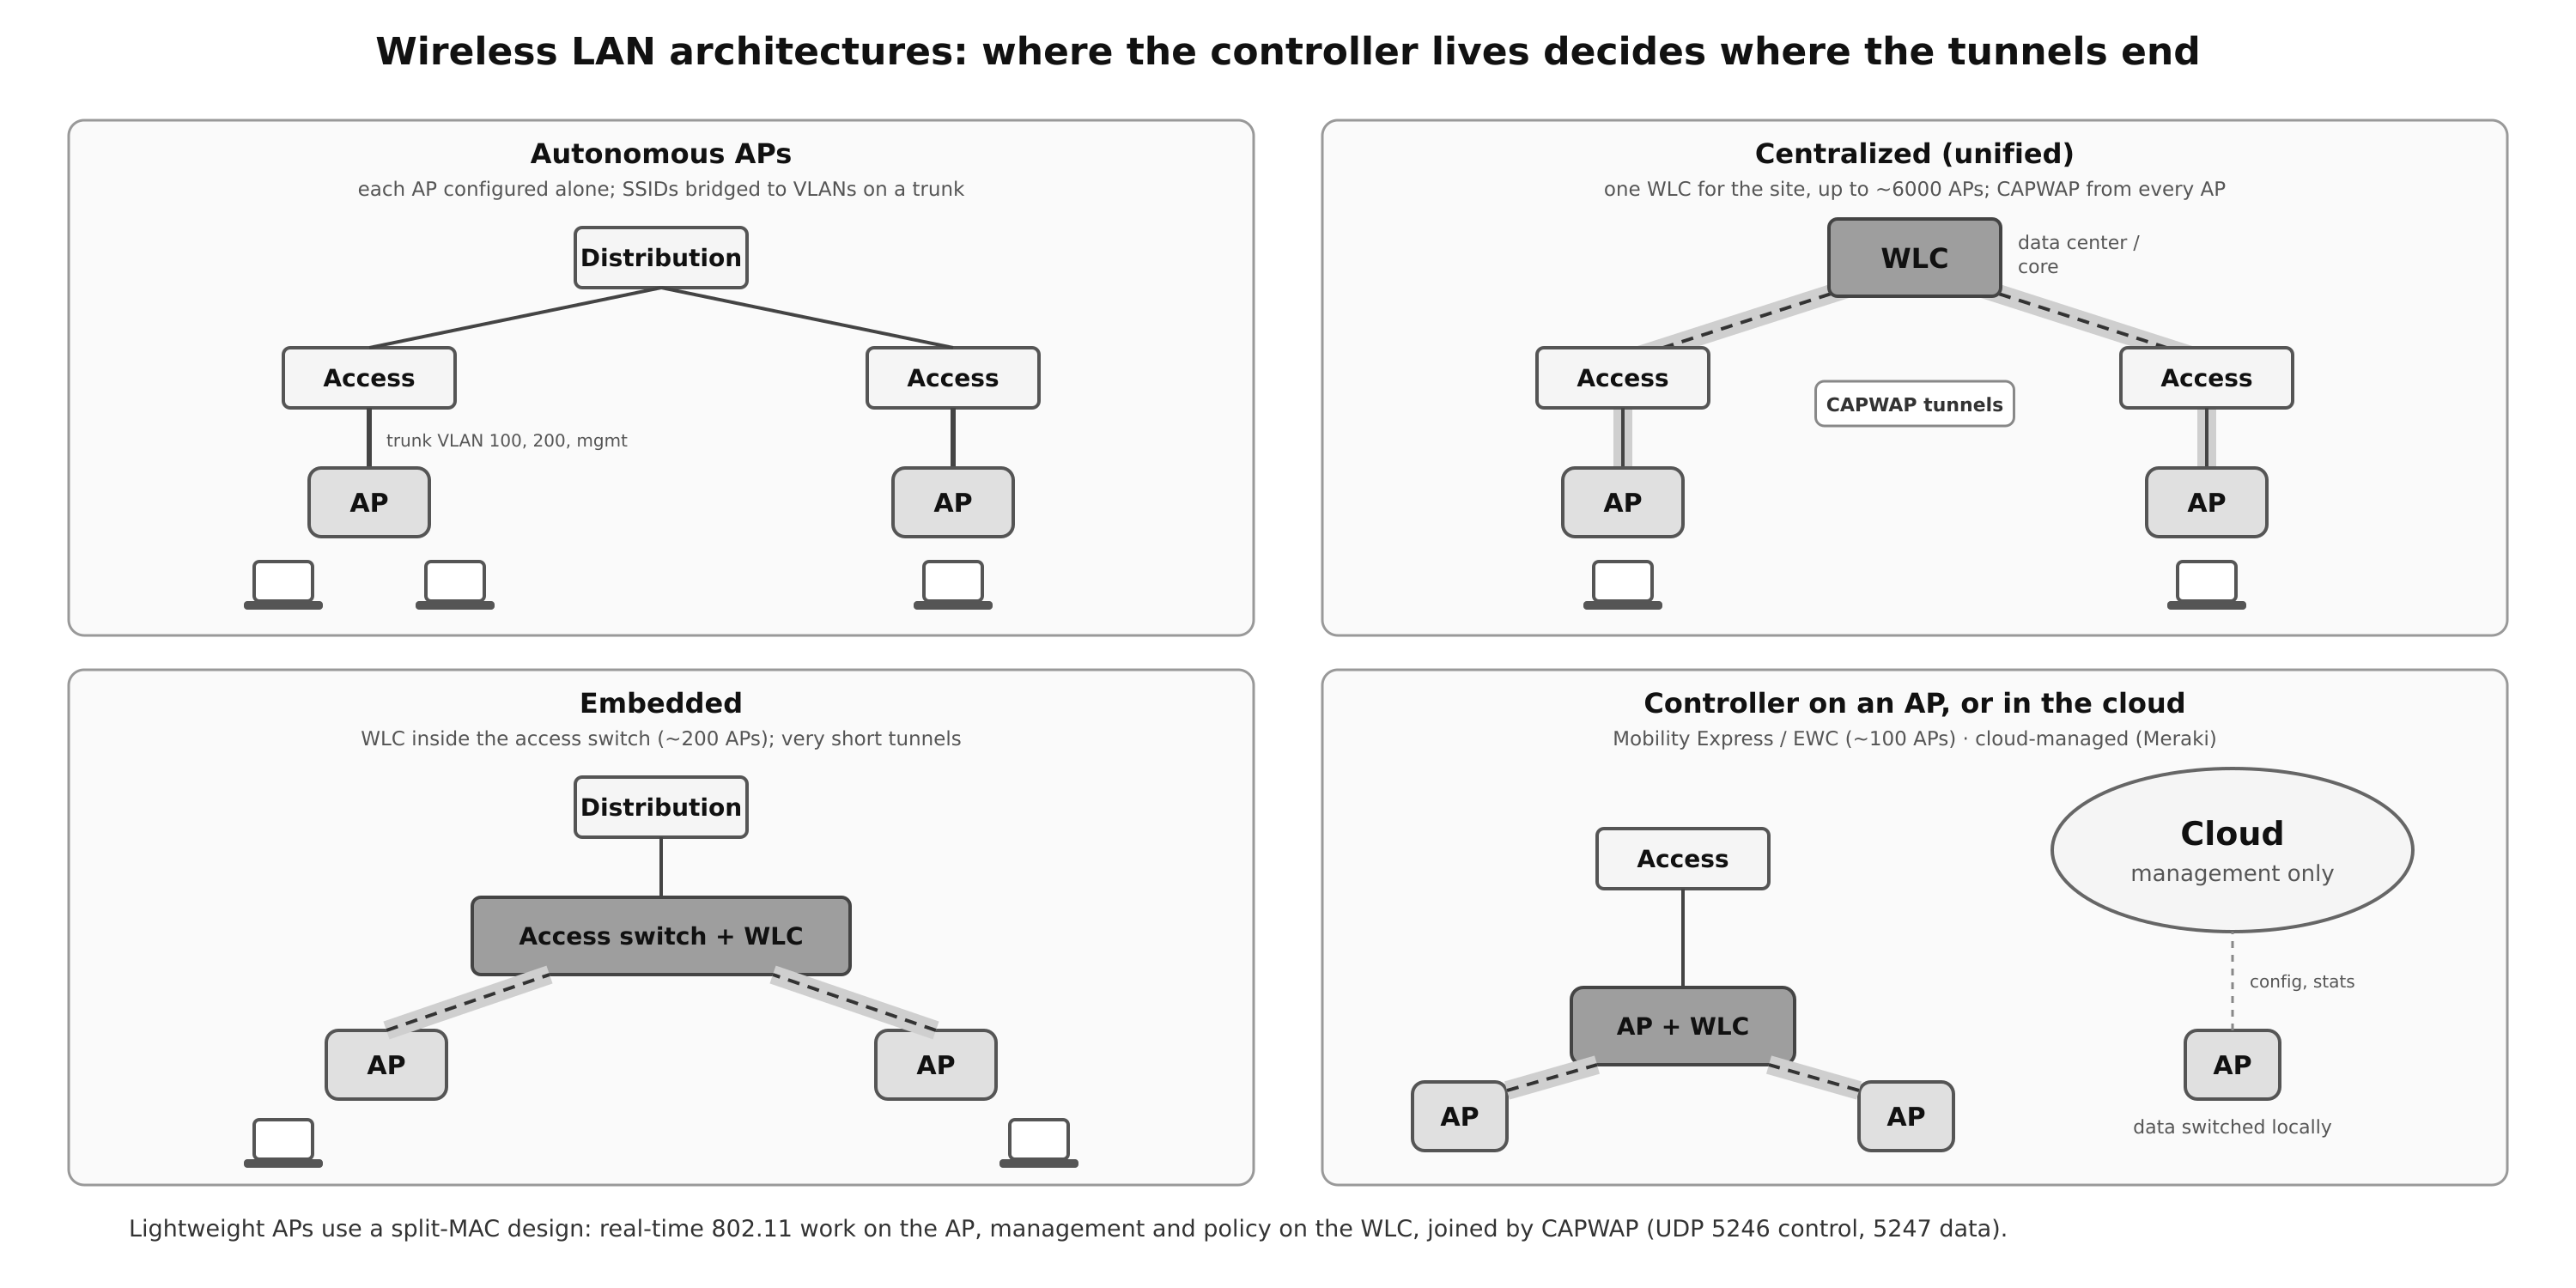 Wireless LAN architectures: where the controller lives decides where the tunnels end
Autonomous APs
each AP configured alone; SSIDs bridged to VLANs on a trunk
Distribution
Access
Access
trunk VLAN 100, 200, mgmt
AP
AP
Centralized (unified)
one WLC for the site, up to ~6000 APs; CAPWAP from every AP
WLC
data center /
core
Access
Access
CAPWAP tunnels
AP
AP
Embedded
WLC inside the access switch (~200 APs); very short tunnels
Distribution
Access switch + WLC
AP
AP
Controller on an AP, or in the cloud
Mobility Express / EWC (~100 APs) · cloud-managed (Meraki)
Cloud
management only
Access
config, stats
AP + WLC
AP
AP
AP
data switched locally
Lightweight APs use a split-MAC design: real-time 802.11 work on the AP, management and policy on the WLC, joined by CAPWAP (UDP 5246 control, 5247 data).